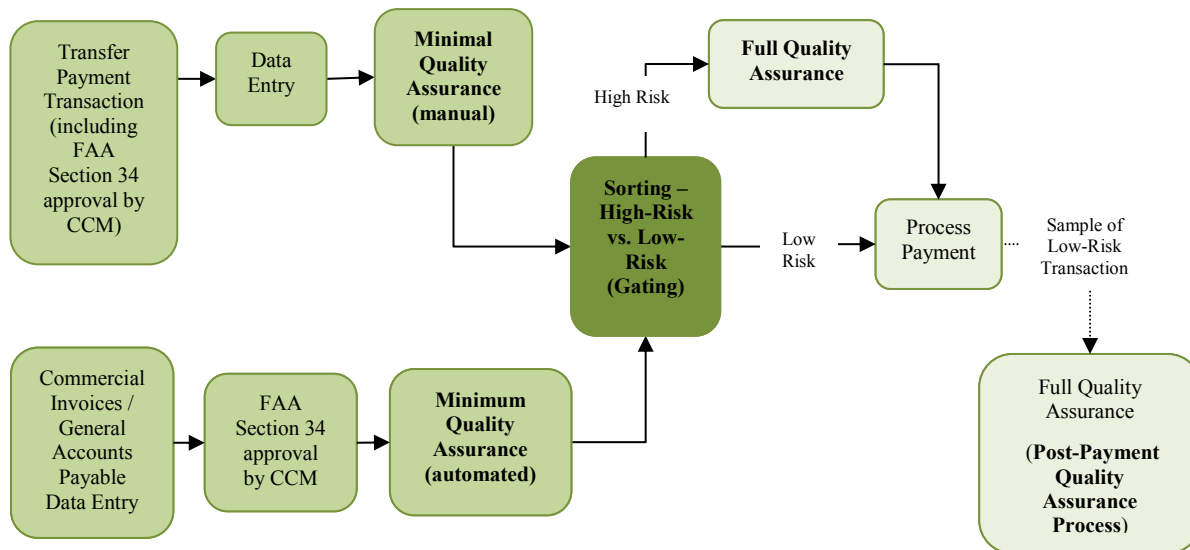 Transfer
Payment
Transaction
(including
FAA
Section 34
approval by
CCM)
Data
Entry
Minimal
Quality
Assurance
(manual)
Full Quality
Assurance
High Risk
Sorting –
High-Risk
vs. Low-
Risk
(Gating)
Low
Risk
Process
Payment
Sample of
Low-Risk
Transaction
Commercial
Invoices /
General
Accounts
Payable
Data Entry
FAA
Section 34
approval
by CCM
Minimum
Quality
Assurance
(automated)
Full Quality
Assurance
(Post-Payment
Quality
Assurance
Process)